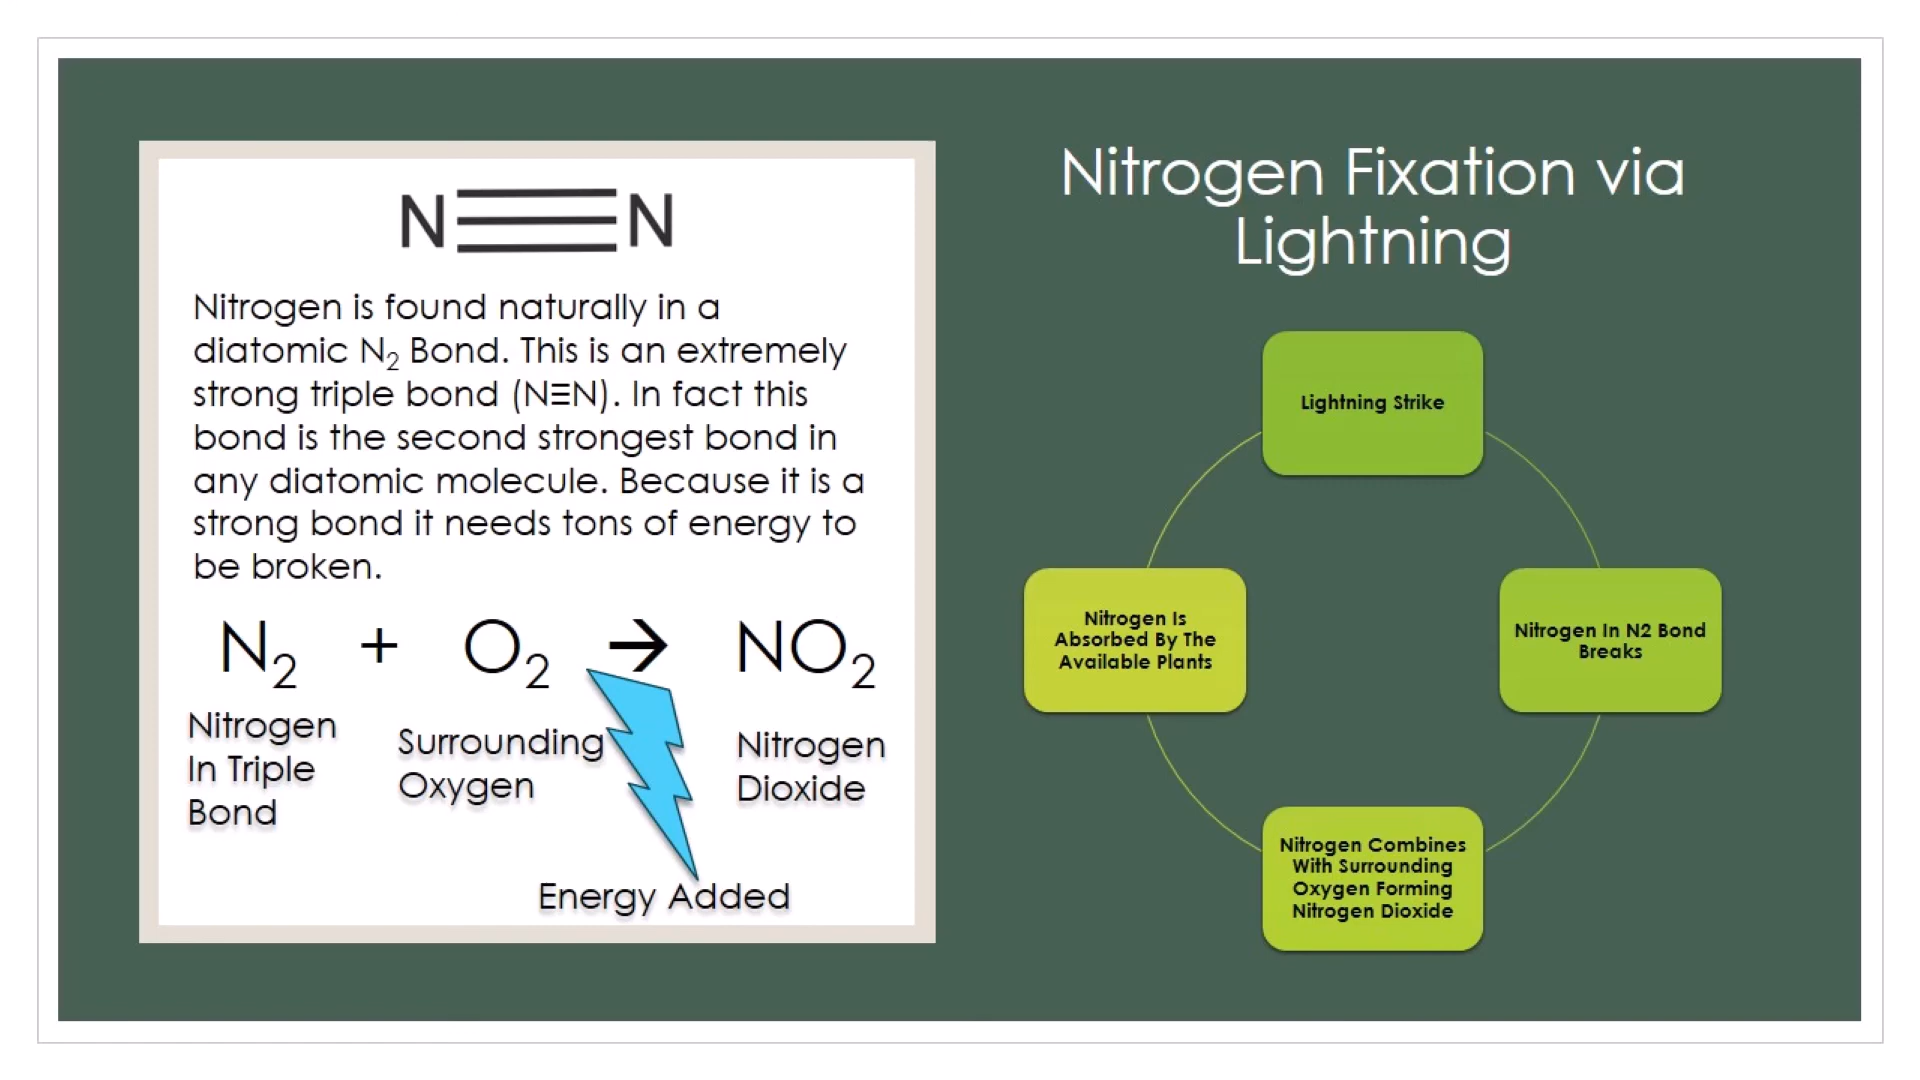 N≡N
Nitrogen is found naturally in a
diatomic N₂ Bond. This is an extremely
strong triple bond (N≡N). In fact this
bond is the second strongest bond in
any diatomic molecule. Because it is a
strong bond it needs tons of energy to
be broken.
N₂ + O₂ → NO₂
Nitrogen
In Triple
Bond
Surrounding
Oxygen
Nitrogen
Dioxide
Energy Added
Nitrogen Fixation via
Lightning
Lightning Strike
Nitrogen In N2 Bond
Breaks
Nitrogen Combines
With Surrounding
Oxygen Forming
Nitrogen Dioxide
Nitrogen Is
Absorbed By The
Available Plants